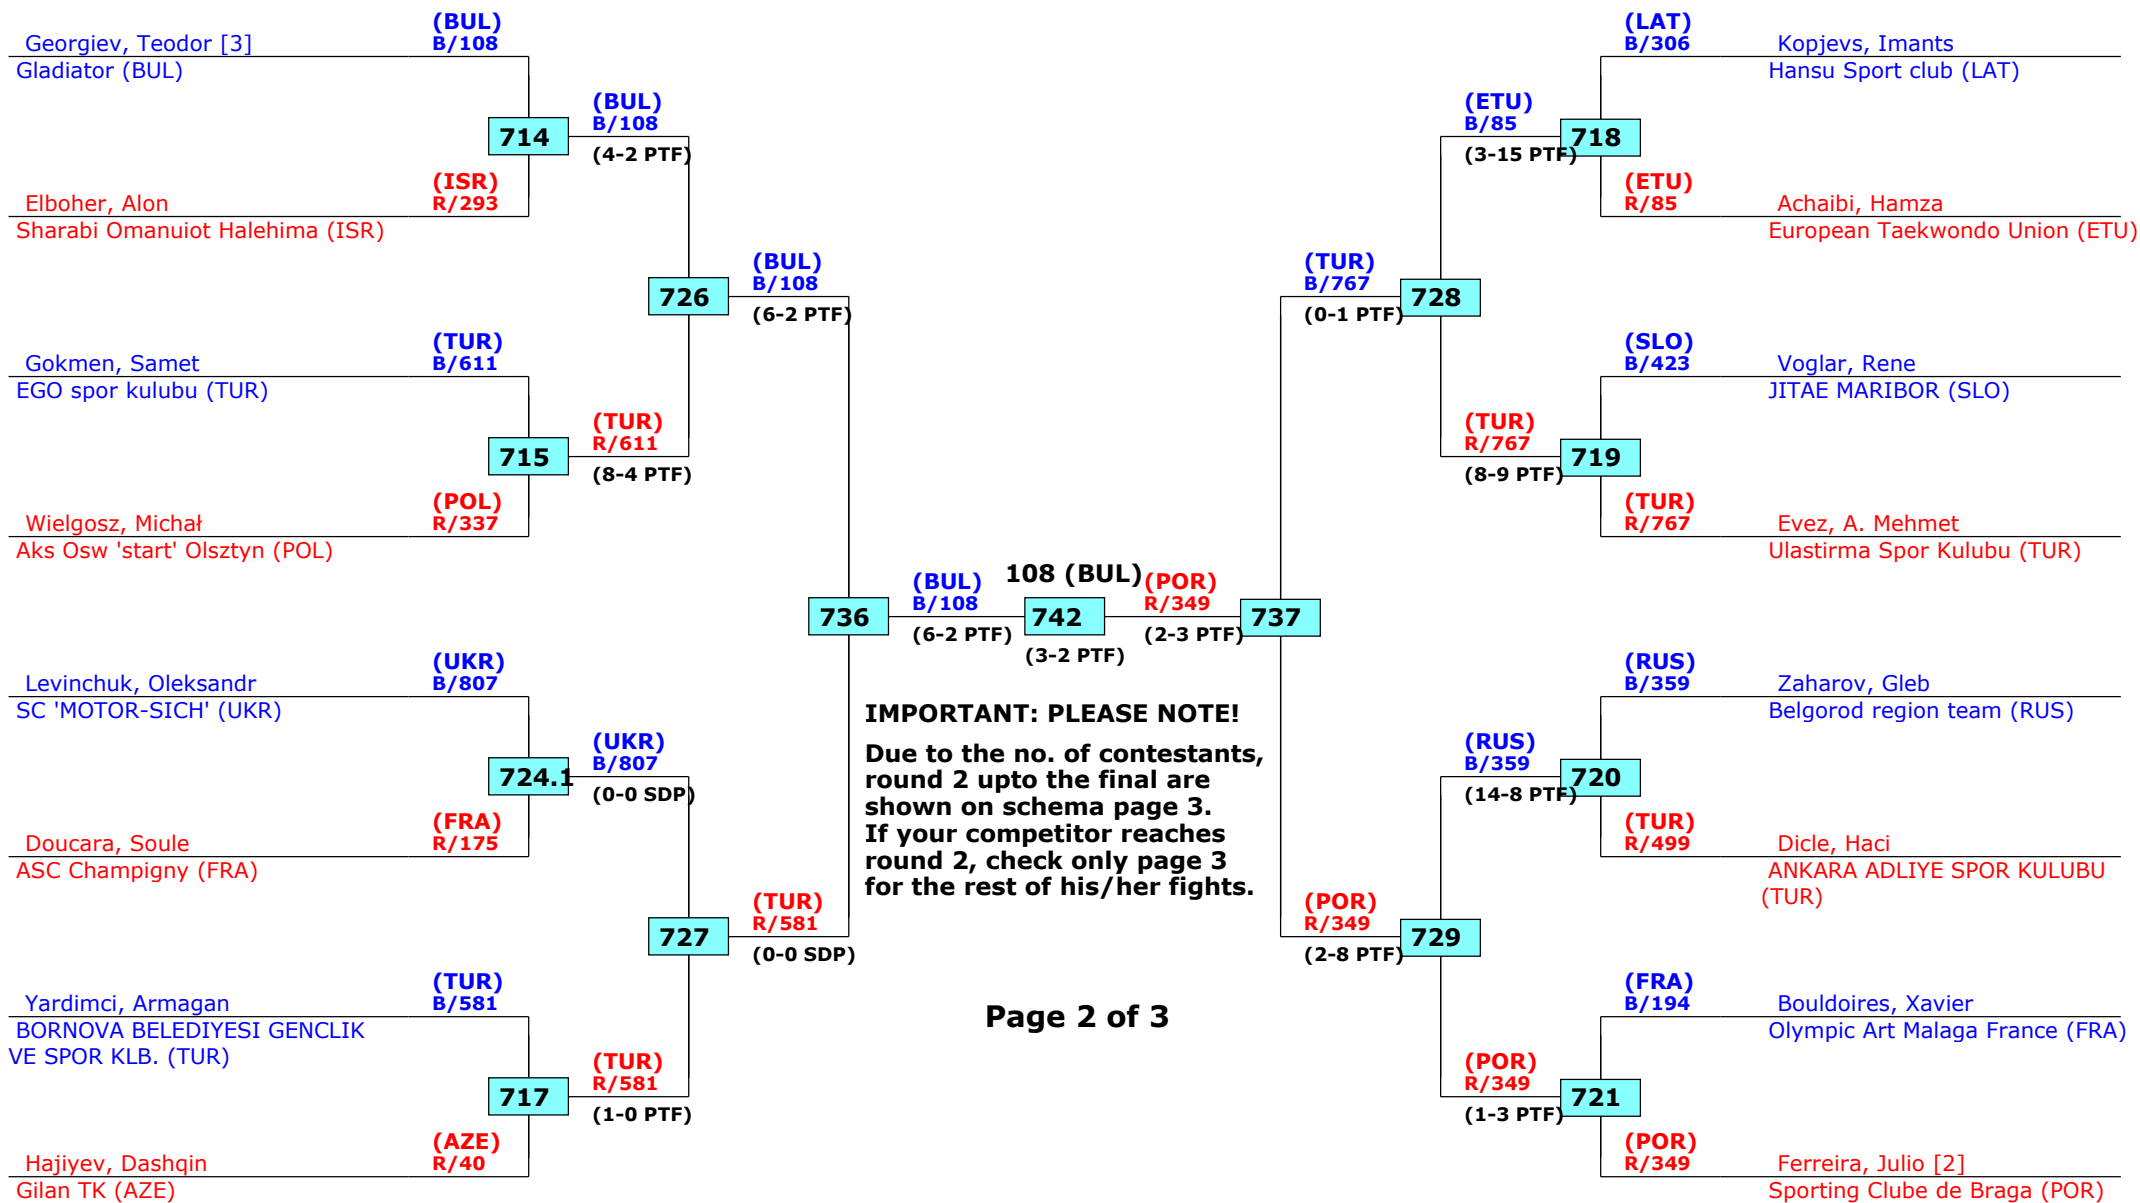 (BUL)
Georgiev, Teodor [3] B/108
Gladiator (BUL)
714
(ISR)
Elboher, Alon R/293
Sharabi Omanuiot Halehima (ISR)
(BUL)
B/108
(4-2 PTF)
726
(TUR)
Gokmen, Samet B/611
EGO spor kulubu (TUR)
715
(POL)
Wielgosz, Michał R/337
Aks Osw 'start' Olsztyn (POL)
(TUR)
R/611
(8-4 PTF)
(BUL)
B/108
(6-2 PTF)
736
(UKR)
Levinchuk, Oleksandr B/807
SC 'MOTOR-SICH' (UKR)
724.1
(FRA)
Doucara, Soule R/175
ASC Champigny (FRA)
(UKR)
B/807
(0-0 SDP)
727
(TUR)
Yardimci, Armagan B/581
BORNOVA BELEDIYESI GENCLIK
VE SPOR KLB. (TUR)
717
(AZE)
Hajiyev, Dashqin R/40
Gilan TK (AZE)
(TUR)
R/581
(1-0 PTF)
(TUR)
R/581
(0-0 SDP)
(BUL)
B/108
(6-2 PTF)
108 (BUL)
742
(3-2 PTF)
(POR)
R/349
(2-3 PTF)
737
IMPORTANT: PLEASE NOTE!
Due to the no. of contestants,
round 2 upto the final are
shown on schema page 3.
If your competitor reaches
round 2, check only page 3
for the rest of his/her fights.
Page 2 of 3
(LAT)
B/306 Kopjevs, Imants
Hansu Sport club (LAT)
718
(ETU)
R/85 Achaibi, Hamza
European Taekwondo Union (ETU)
(ETU)
B/85
(3-15 PTF)
728
(TUR)
B/767
(0-1 PTF)
(SLO)
B/423 Voglar, Rene
JITAE MARIBOR (SLO)
719
(TUR)
R/767 Evez, A. Mehmet
Ulastirma Spor Kulubu (TUR)
(TUR)
R/767
(8-9 PTF)
(RUS)
B/359 Zaharov, Gleb
Belgorod region team (RUS)
720
(TUR)
R/499 Dicle, Haci
ANKARA ADLIYE SPOR KULUBU
(TUR)
(RUS)
B/359
(14-8 PTF)
729
(POR)
R/349
(2-8 PTF)
(FRA)
B/194 Bouldoires, Xavier
Olympic Art Malaga France (FRA)
721
(POR)
R/349 Ferreira, Julio [2]
Sporting Clube de Braga (POR)
(POR)
R/349
(1-3 PTF)